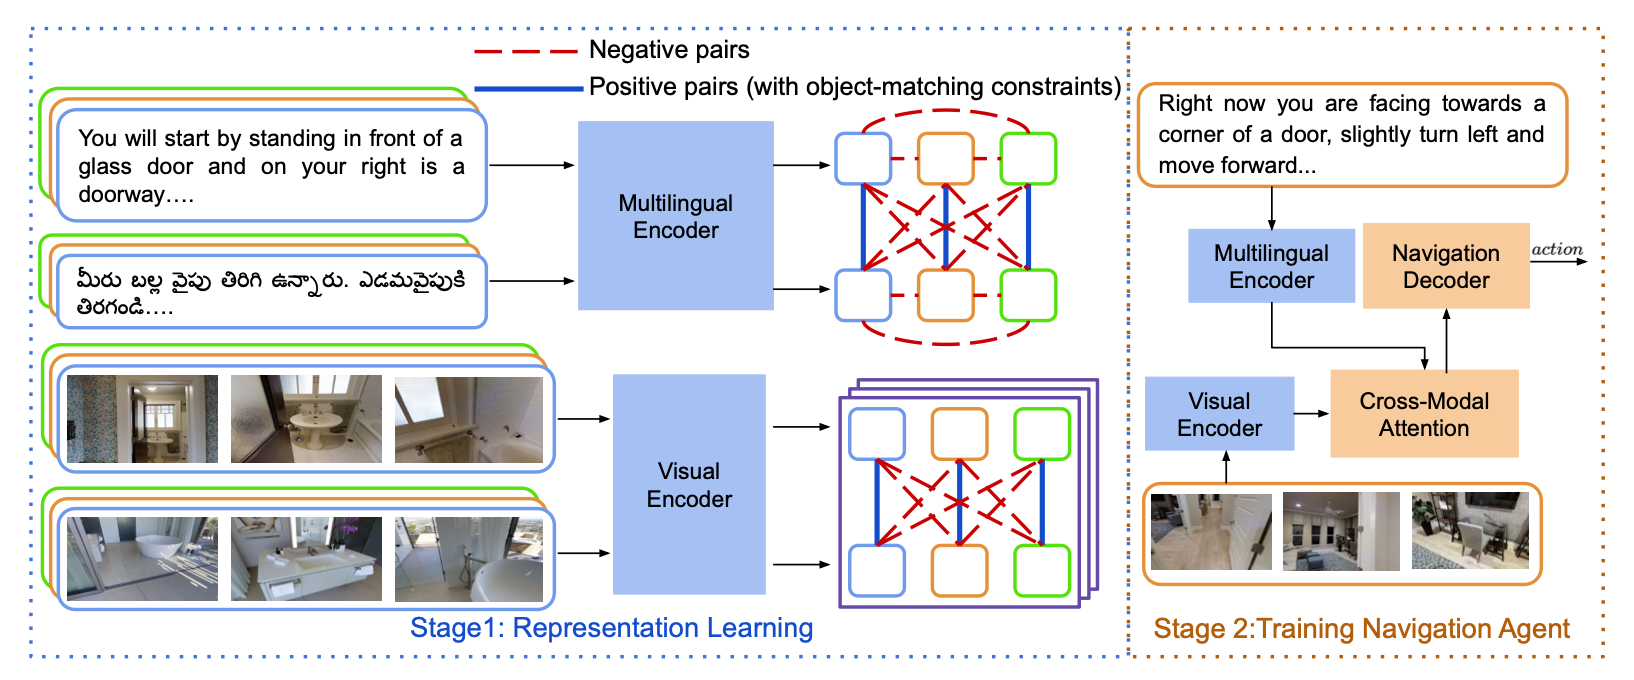 Negative pairs
Positive pairs (with object-matching constraints)
You will start by standing in front of a
glass door and on your right is a
doorway….
మీరు బల్ల వైపు తిరిగి ఉన్నారు. ఎడమవైపుకి
తిరగండి….
Multilingual
Encoder
Visual
Encoder
Stage1: Representation Learning
Right now you are facing towards a
corner of a door, slightly turn left and
move forward...
Multilingual
Encoder
Navigation
Decoder
action
Visual
Encoder
Cross-Modal
Attention
Stage 2:Training Navigation Agent